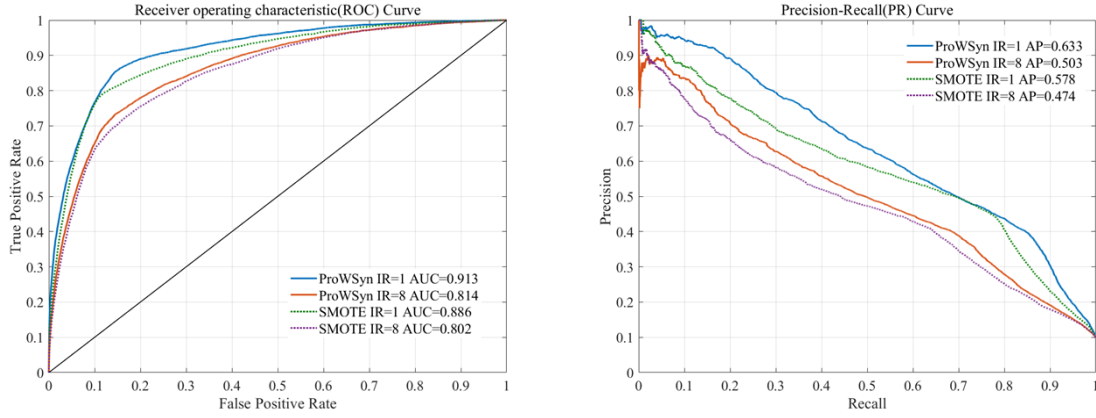 Receiver operating characteristic(ROC) Curve
1
0.9
0.8
0.7
0.6
0.5
0.4
0.3
0.2
0.1
0
True Positive Rate
ProWSyn IR=1 AUC=0.913
ProWSyn IR=8 AUC=0.814
SMOTE IR=1 AUC=0.886
SMOTE IR=8 AUC=0.802
0 0.1 0.2 0.3 0.4 0.5 0.6 0.7 0.8 0.9 1
False Positive Rate
Precision-Recall(PR) Curve
1
0.9
0.8
0.7
0.6
0.5
0.4
0.3
0.2
0.1
0
Precision
ProWSyn IR=1 AP=0.633
ProWSyn IR=8 AP=0.503
SMOTE IR=1 AP=0.578
SMOTE IR=8 AP=0.474
0 0.1 0.2 0.3 0.4 0.5 0.6 0.7 0.8 0.9 1
Recall